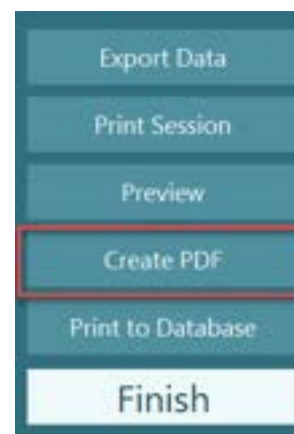 Export Data
Print Session
Preview
Create PDF
Print to Database
Finish